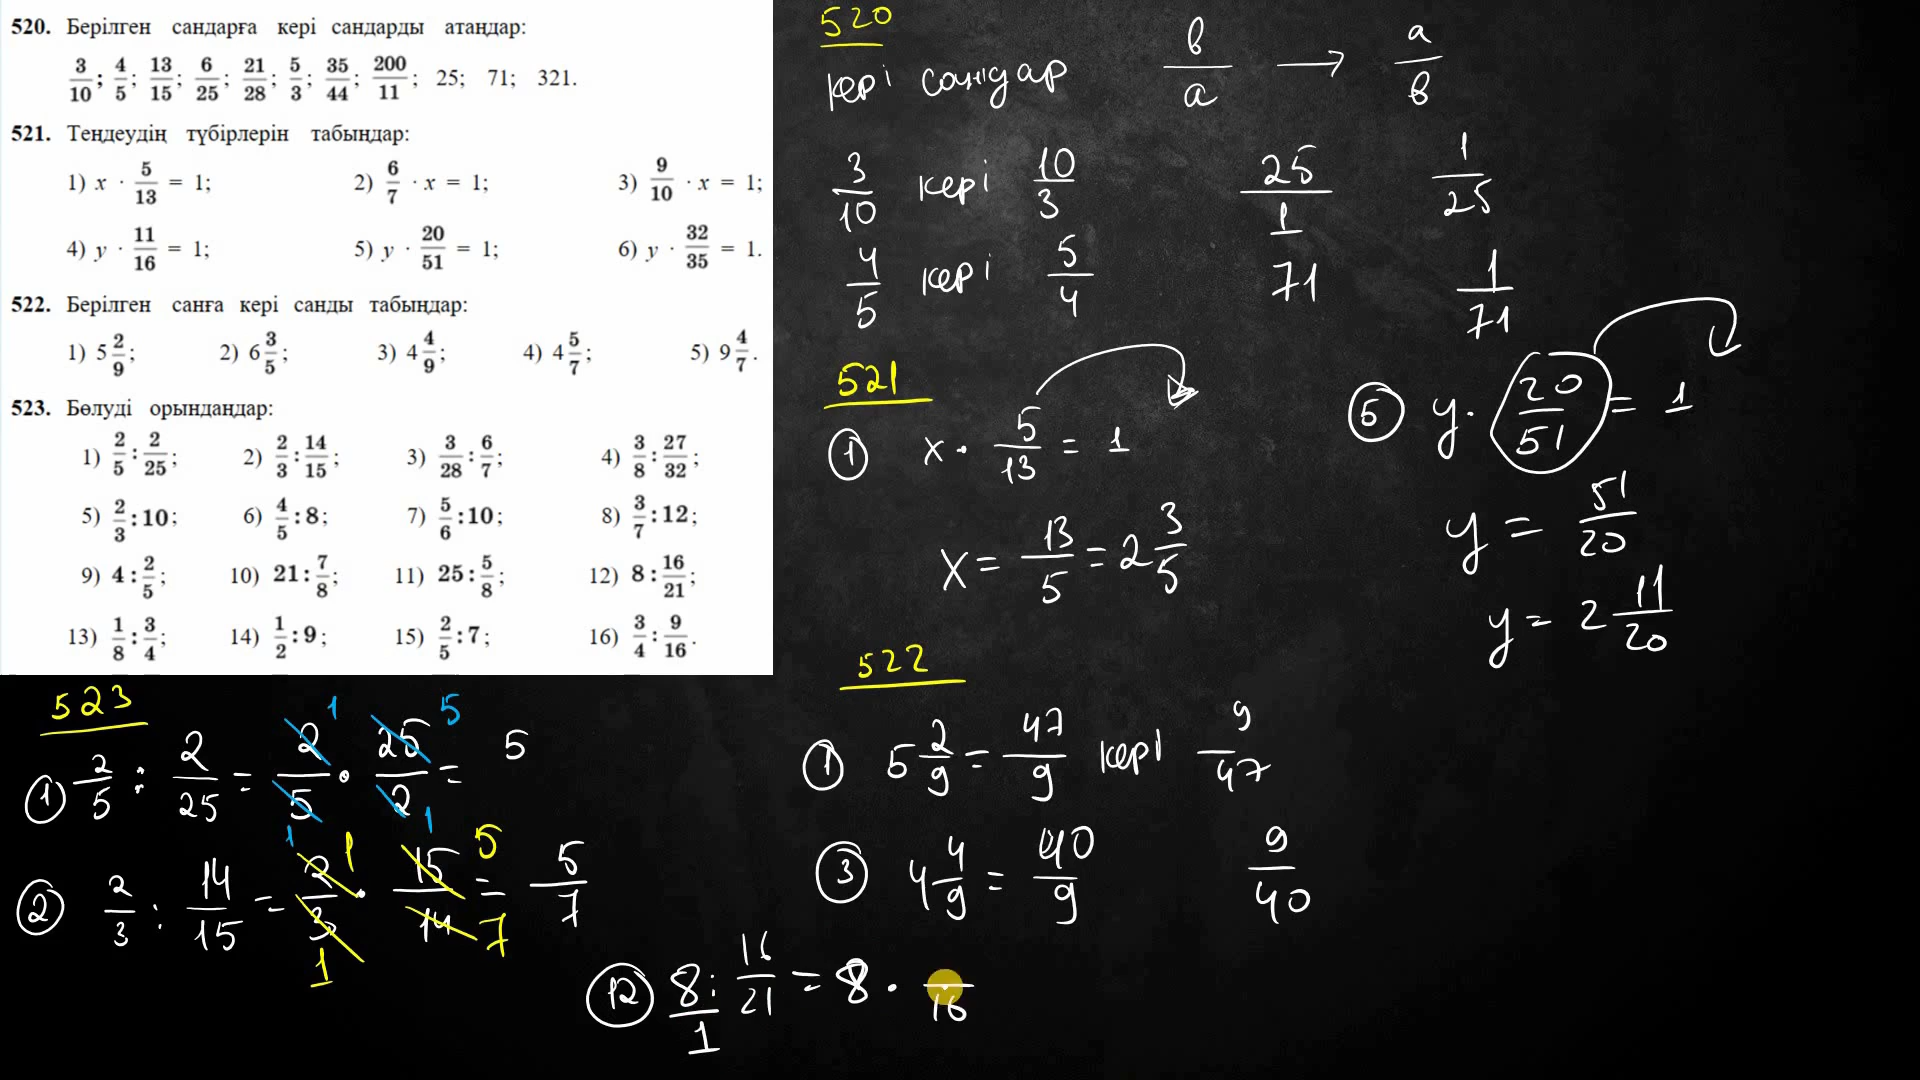 520. Берілген сандарға кері сандарды атаңдар:
3/10; 4/5; 13/15; 6/25; 21/28; 5/3; 35/44; 200/11; 25; 71; 321.
521. Теңдеудің түбірлерін табыңдар:
1) x · 5/13 = 1; 2) 6/7 · x = 1; 3) 9/10 · x = 1;
4) y · 11/16 = 1; 5) y · 20/51 = 1; 6) y · 32/35 = 1.
522. Берілген санға кері санды табыңдар:
1) 5 2/9; 2) 6 3/5; 3) 4 4/9; 4) 4 5/7; 5) 9 4/7.
523. Бөлуді орындаңдар:
1) 2/5 : 2/25; 2) 2/3 : 14/15; 3) 3/28 : 6/7; 4) 3/8 : 27/32;
5) 2/3 : 10; 6) 4/5 : 8; 7) 5/6 : 10; 8) 3/7 : 12;
9) 4 : 2/5; 10) 21 : 7/8; 11) 25 : 5/8; 12) 8 : 16/21;
13) 1/8 : 3/4; 14) 1/2 : 9; 15) 2/5 : 7; 16) 3/4 : 9/16.
520
кері сандар в/а → а/в
3/10 кері 10/3 25/1 1/25
4/5 кері 5/4 71 1/71
521
1 x · 5/13 = 1
x = 13/5 = 2 3/5
5 y · 20/51 = 1
y = 51/20
y = 2 11/20
522
1 5 2/9 = 47/9 кері 9/47
3 4 4/9 = 40/9 9/40
523
1 2/5 : 2/25 = 2/5 · 25/2 = 5
1 5
1 1
2 2/3 : 14/15 = 2/3 · 15/14 = 5/7
1 5
1 7
12 8/1 : 16/21 = 8 · /16